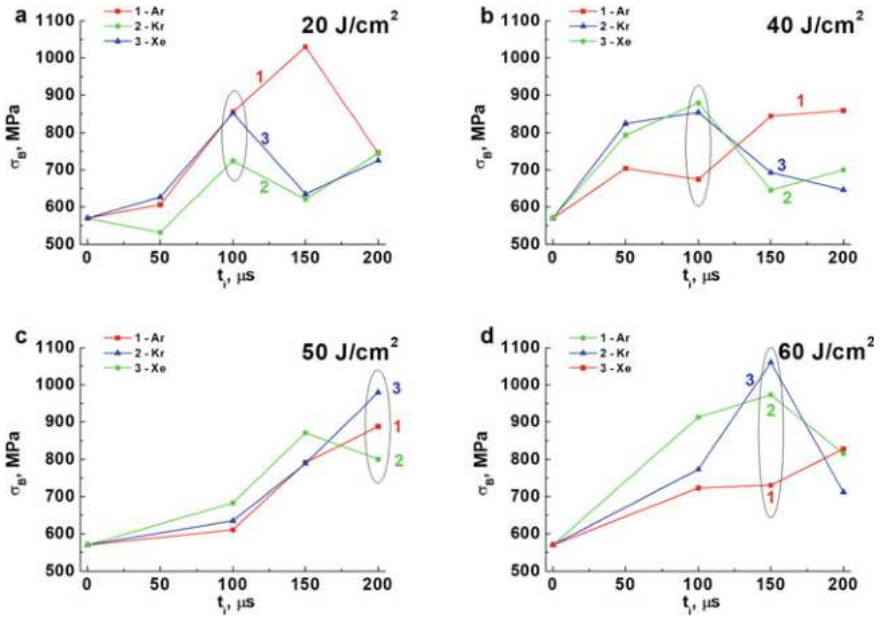 a
20 J/cm²
1 - Ar
2 - Kr
3 - Xe
1100
1000
900
800
700
600
500
σB, MPa
1
3
2
0 50 100 150 200
ti, μs
b
40 J/cm²
1 - Ar
2 - Kr
3 - Xe
1100
1000
900
800
700
600
500
σB, MPa
1
3
2
0 50 100 150 200
ti, μs
c
50 J/cm²
1 - Ar
2 - Kr
3 - Xe
1100
1000
900
800
700
600
500
σB, MPa
3
1
2
0 50 100 150 200
ti, μs
d
60 J/cm²
1 - Ar
2 - Kr
3 - Xe
1100
1000
900
800
700
600
500
σB, MPa
3
2
1
0 50 100 150 200
ti, μs